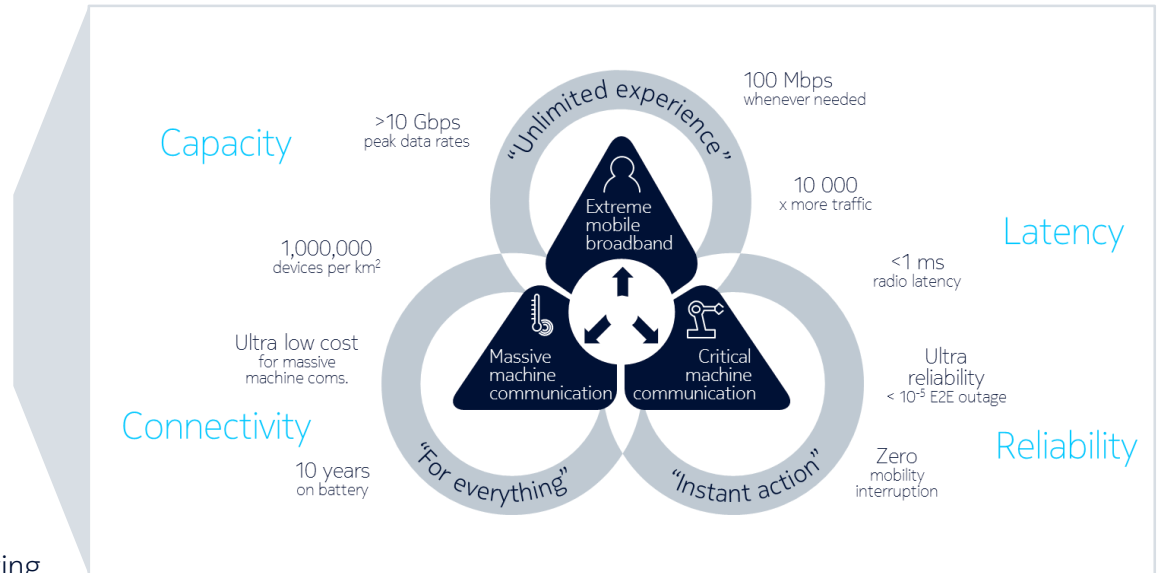 100 Mbps
whenever needed
>10 Gbps
peak data rates
Capacity
"Unlimited experience"
10 000
x more traffic
Extreme
mobile
broadband
Latency
1,000,000
devices per km²
<1 ms
radio latency
Ultra low cost
for massive
machine coms.
Massive
machine
communication
Critical
machine
communication
Ultra
reliability
< 10⁻⁵ E2E outage
Connectivity
Reliability
10 years
on battery
"For everything"
"Instant action"
Zero
mobility
interruption